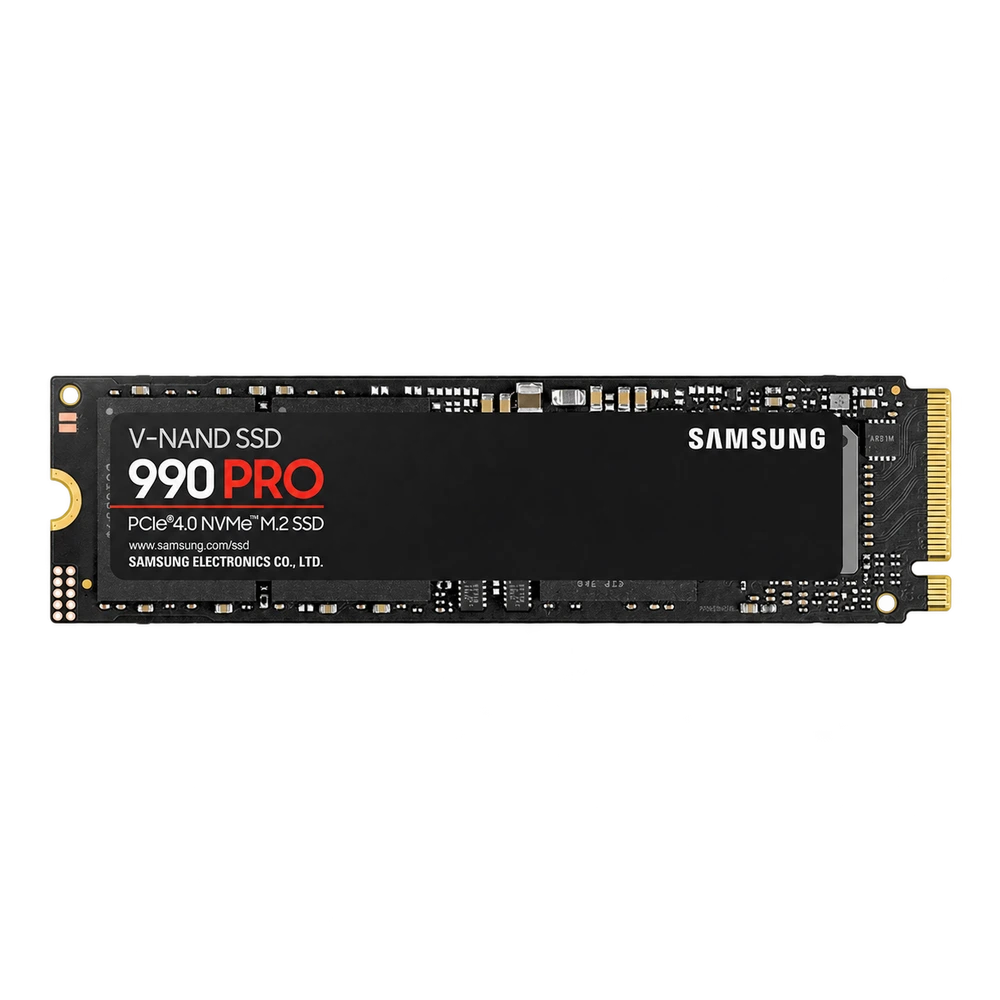 V-NAND SSD
SAMSUNG
990 PRO
PCIe®4.0 NVMe™ M.2 SSD
www.samsung.com/ssd
SAMSUNG ELECTRONICS CO., LTD.